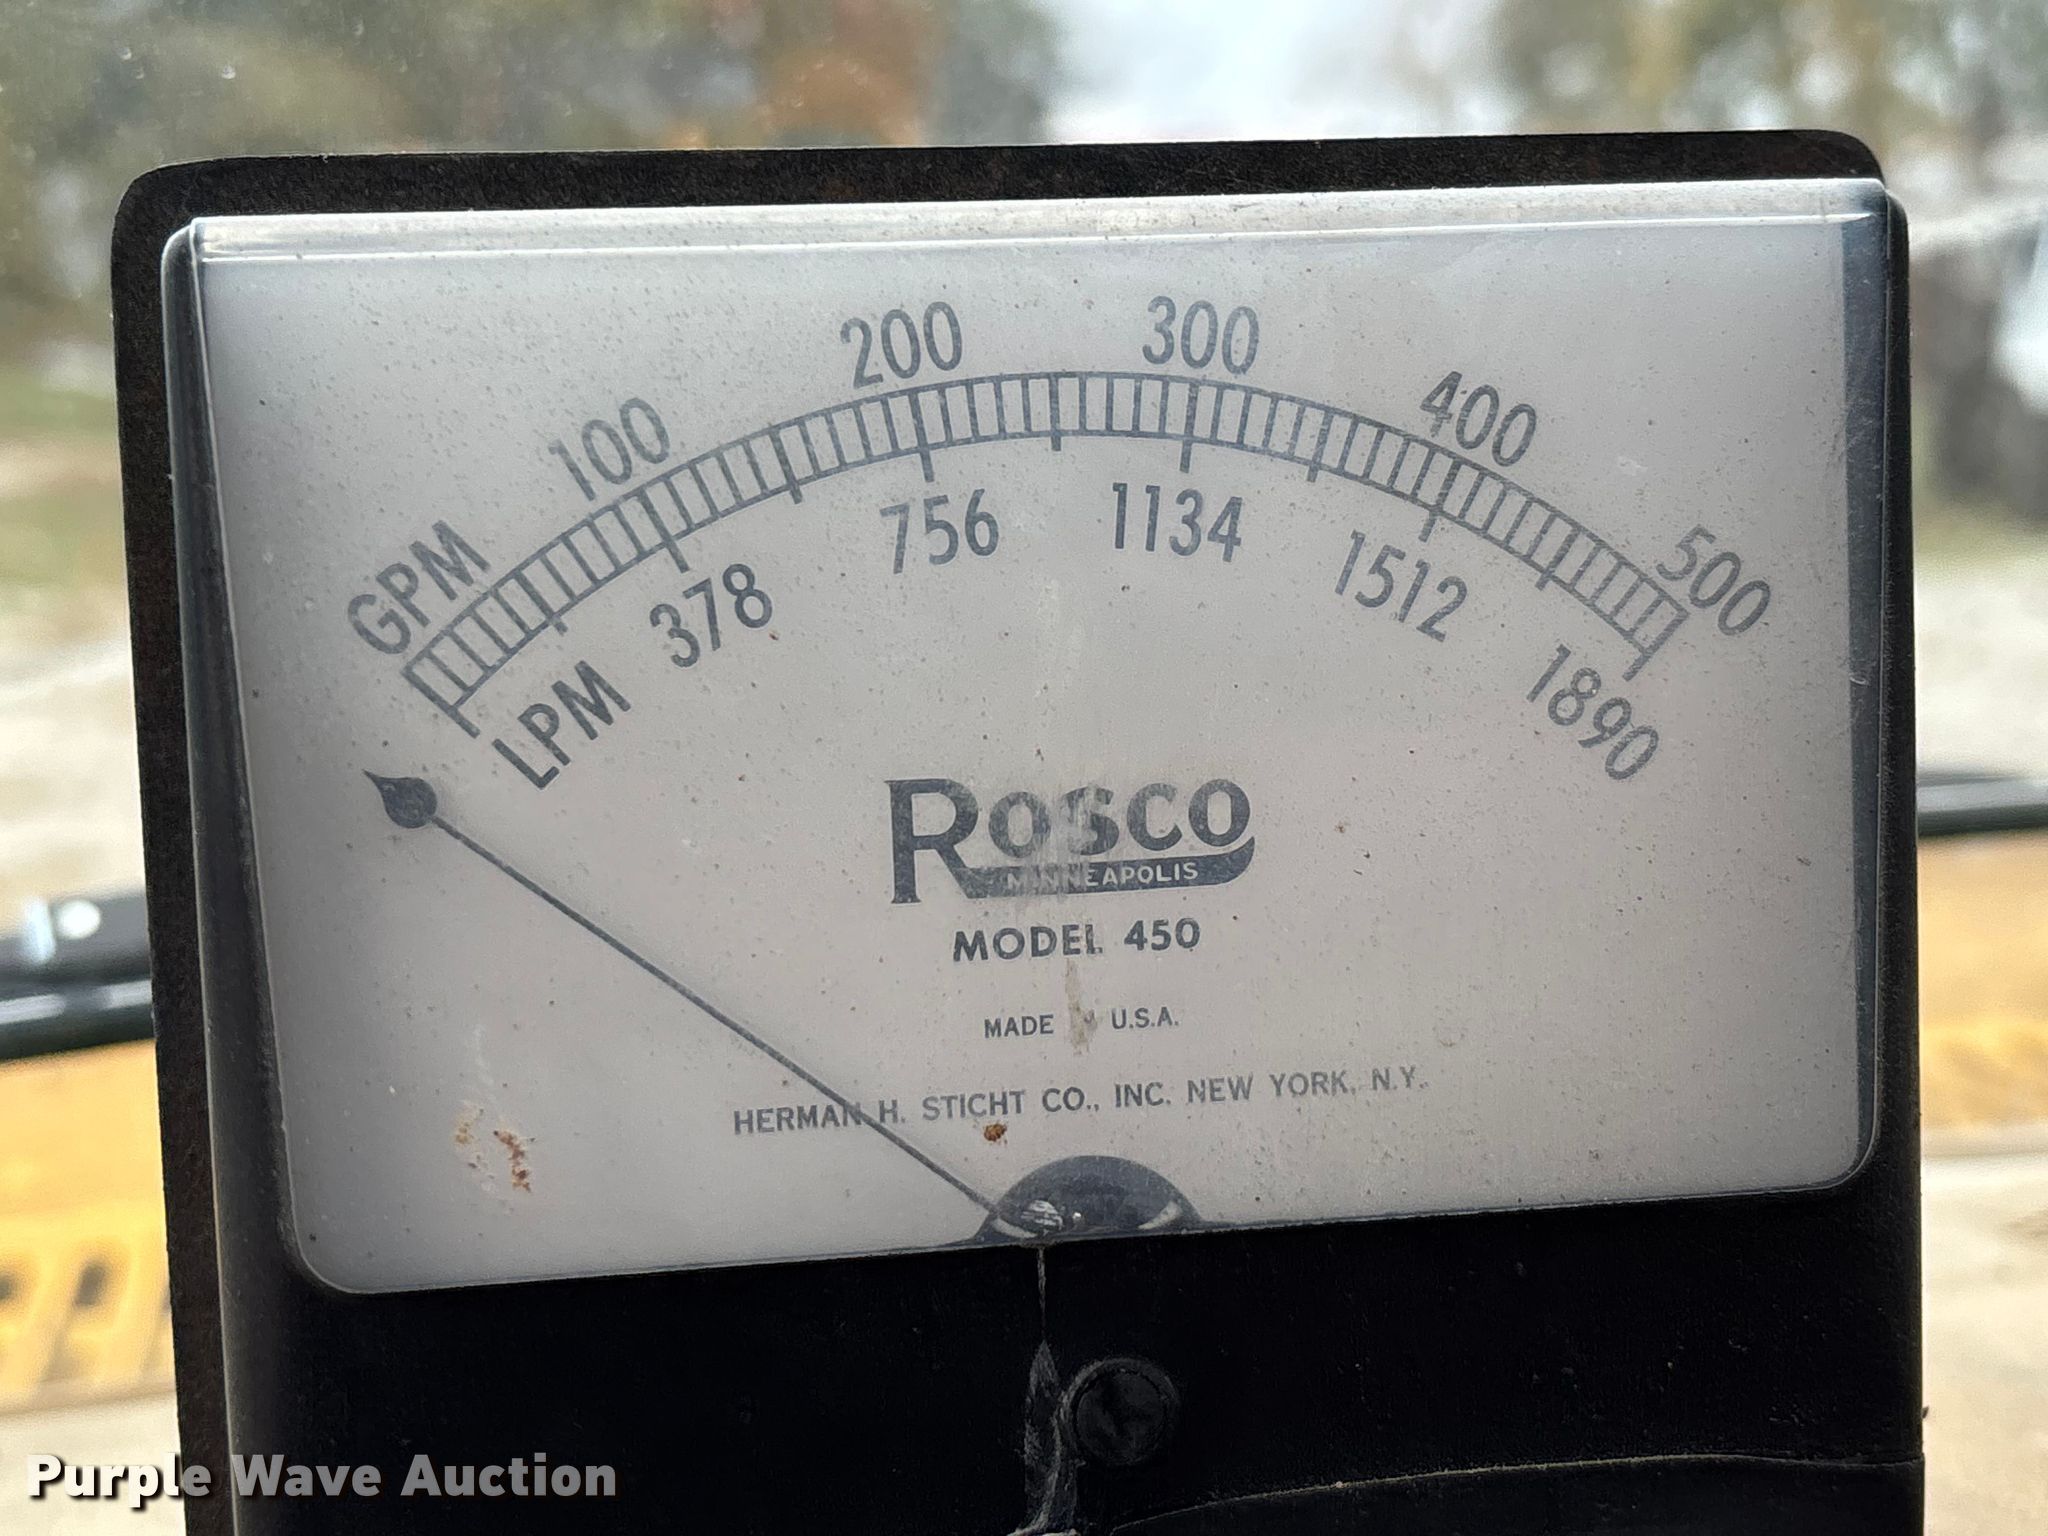 GPM 100 200 300 400 500
LPM 378 756 1134 1512 1890
ROSCO
MINNEAPOLIS
MODEL 450
MADE U.S.A.
HERMAN H. STICHT CO., INC. NEW YORK, N.Y.
Purple Wave Auction